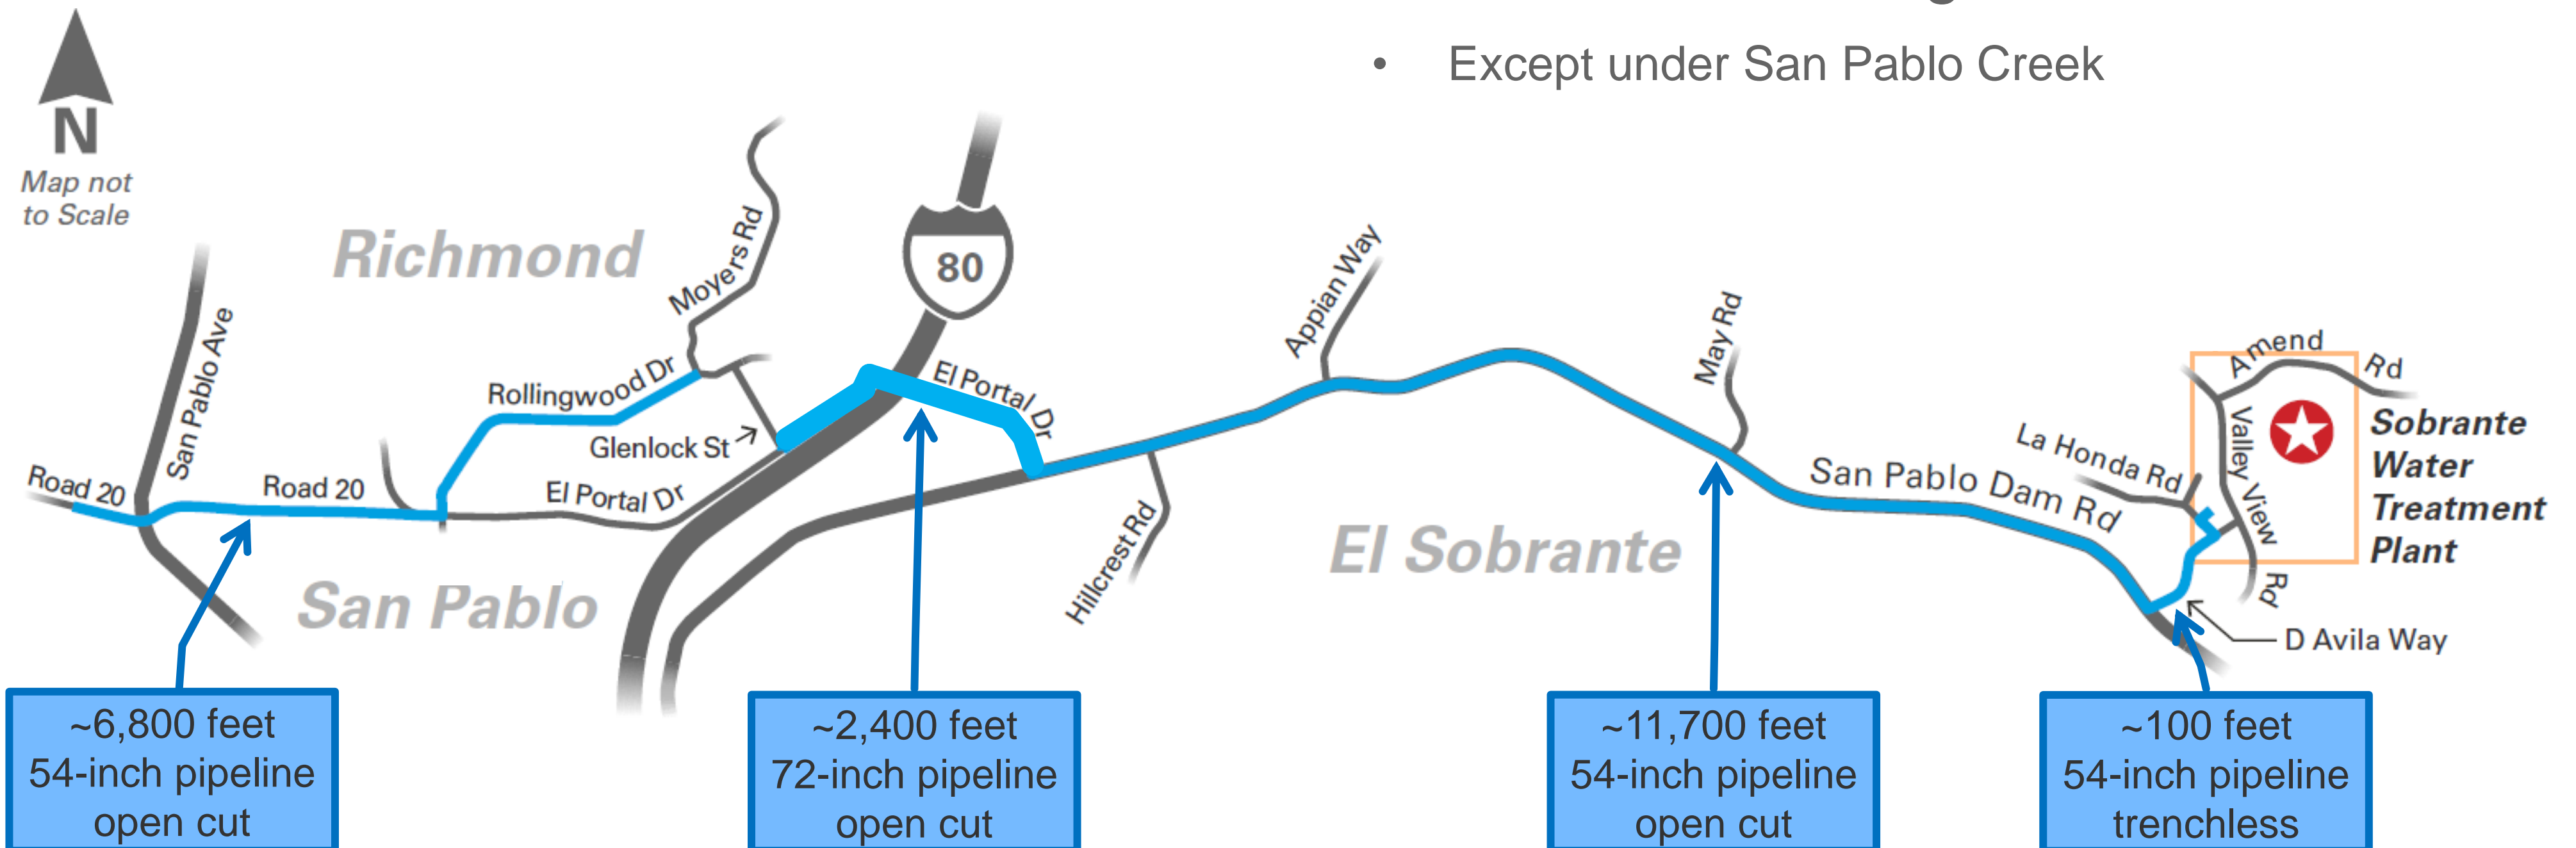 • Except under San Pablo Creek
N
Map not
to Scale
Richmond
Moyers Rd
80
San Pablo Ave
Rollingwood Dr
Glenlock St
El Portal Dr
Appian Way
May Rd
Amend Rd
Sobrante
Water
Treatment
Plant
La Honda Rd
Valley View Rd
Road 20
Road 20
El Portal Dr
San Pablo Dam Rd
Hillcrest Rd
El Sobrante
San Pablo
D Avila Way
~6,800 feet
54-inch pipeline
open cut
~2,400 feet
72-inch pipeline
open cut
~11,700 feet
54-inch pipeline
open cut
~100 feet
54-inch pipeline
trenchless